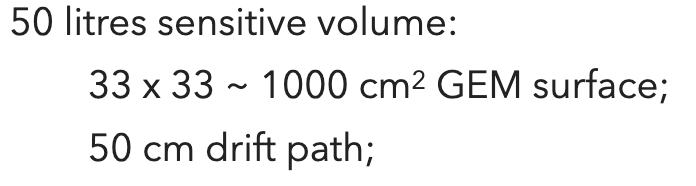 50 litres sensitive volume:
33 x 33 ~ 1000 cm² GEM surface;
50 cm drift path;